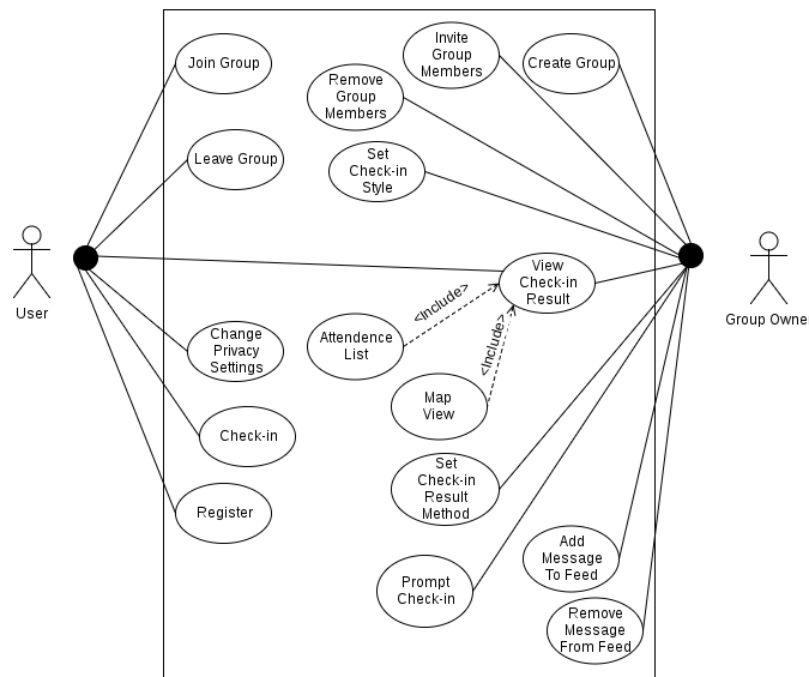 Join Group
Invite
Group
Members
Create Group
Remove
Group
Members
Leave Group
Set
Check-in
Style
User
View
Check-in
Result
Group Owner
<Include>
<Include>
Attendence
List
Change
Privacy
Settings
Map
View
Check-in
Set
Check-in
Result
Method
Register
Add
Message
To Feed
Prompt
Check-in
Remove
Message
From Feed